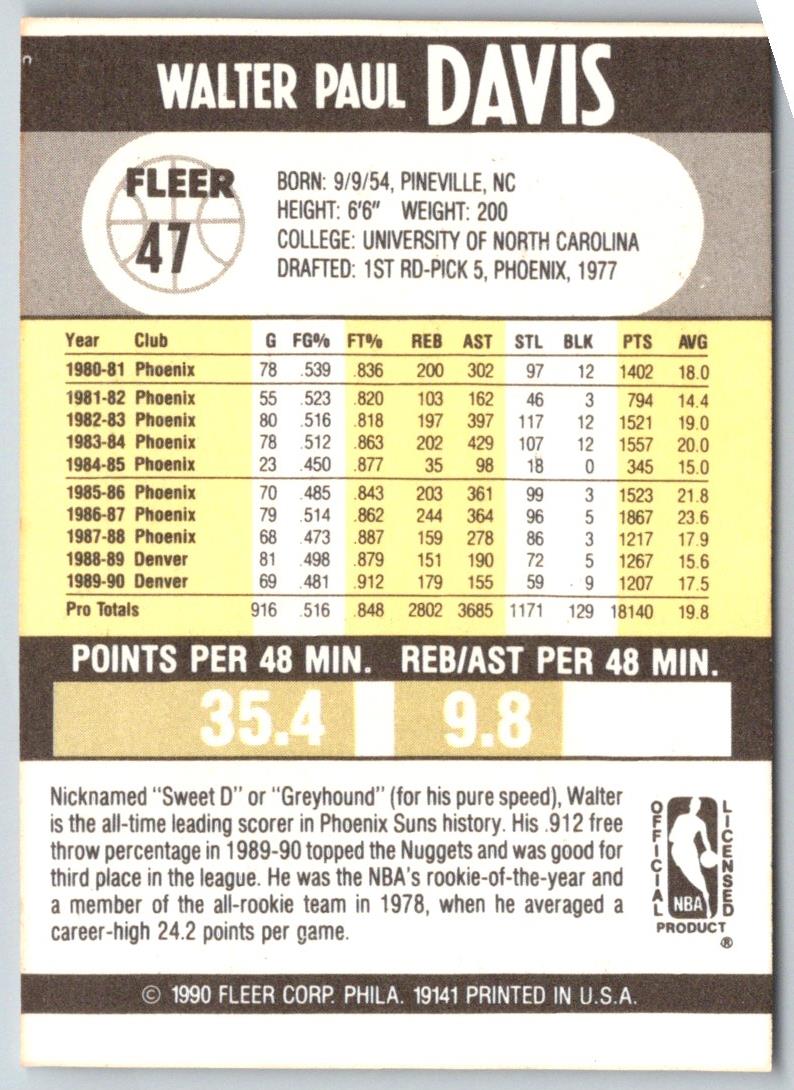 WALTER PAUL DAVIS
FLEER
47
BORN: 9/9/54, PINEVILLE, NC
HEIGHT: 6'6" WEIGHT: 200
COLLEGE: UNIVERSITY OF NORTH CAROLINA
DRAFTED: 1ST RD-PICK 5, PHOENIX, 1977
Year Club G FG% FT% REB AST STL BLK PTS AVG
1980-81 Phoenix 78 .539 .836 200 302 97 12 1402 18.0
1981-82 Phoenix 55 .523 .820 103 162 46 3 794 14.4
1982-83 Phoenix 80 .516 .818 197 397 117 12 1521 19.0
1983-84 Phoenix 78 .512 .863 202 429 107 12 1557 20.0
1984-85 Phoenix 23 .450 .877 35 98 18 0 345 15.0
1985-86 Phoenix 70 .485 .843 203 361 99 3 1523 21.8
1986-87 Phoenix 79 .514 .862 244 364 96 5 1867 23.6
1987-88 Phoenix 68 .473 .887 159 278 86 3 1217 17.9
1988-89 Denver 81 .498 .879 151 190 72 5 1267 15.6
1989-90 Denver 69 .481 .912 179 155 59 9 1207 17.5
Pro Totals 916 .516 .848 2802 3685 1171 129 18140 19.8
POINTS PER 48 MIN. REB/AST PER 48 MIN.
35.4 9.8
Nicknamed "Sweet D" or "Greyhound" (for his pure speed), Walter
is the all-time leading scorer in Phoenix Suns history. His .912 free
throw percentage in 1989-90 topped the Nuggets and was good for
third place in the league. He was the NBA's rookie-of-the-year and
a member of the all-rookie team in 1978, when he averaged a
career-high 24.2 points per game.
OFFICIAL
NBA
LICENSED
PRODUCT
®
© 1990 FLEER CORP. PHILA. 19141 PRINTED IN U.S.A.